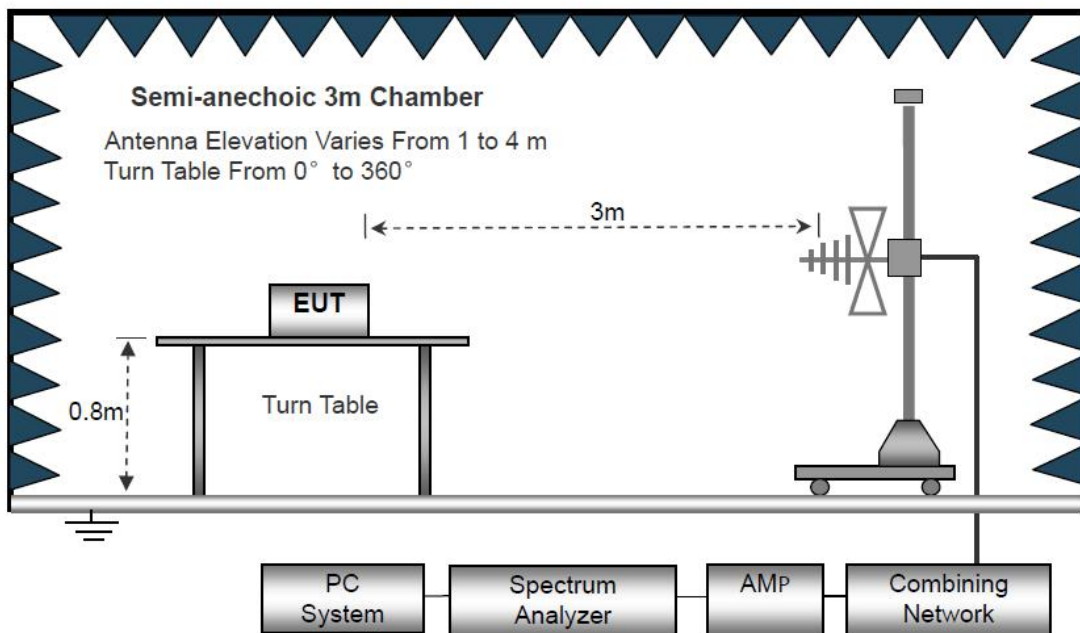 Semi-anechoic 3m Chamber
Antenna Elevation Varies From 1 to 4 m
Turn Table From 0° to 360°
3m
EUT
0.8m
Turn Table
PC
System
Spectrum
Analyzer
AMP
Combining
Network